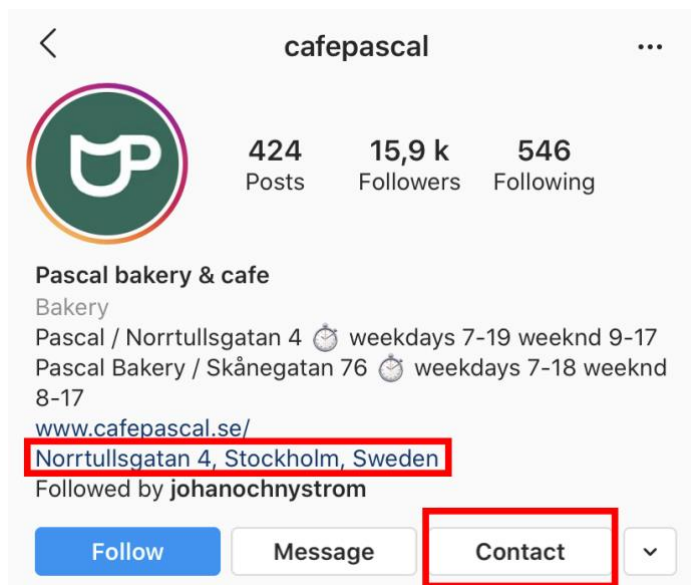 cafepascal
424 15,9 k 546
Posts Followers Following
Pascal bakery & cafe
Bakery
Pascal / Norrtullsgatan 4 ⏱ weekdays 7-19 weeknd 9-17
Pascal Bakery / Skånegatan 76 ⏱ weekdays 7-18 weeknd
8-17
www.cafepascal.se/
Norrtullsgatan 4, Stockholm, Sweden
Followed by johanochnystrom
Follow Message Contact